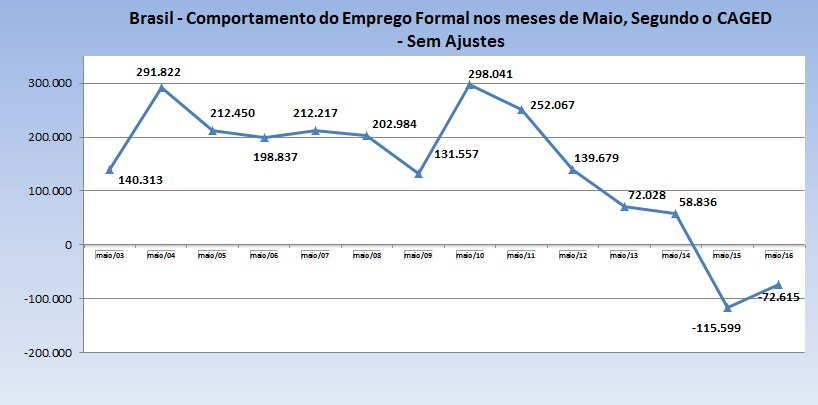 Brasil - Comportamento do Emprego Formal nos meses de Maio, Segundo o CAGED
- Sem Ajustes
300.000
200.000
100.000
0
-100.000
-200.000
140.313
291.822
212.450
198.837
212.217
202.984
131.557
298.041
252.067
139.679
72.028
58.836
-115.599
-72.615
maio/03
maio/04
maio/05
maio/06
maio/07
maio/08
maio/09
maio/10
maio/11
maio/12
maio/13
maio/14
maio/15
maio/16